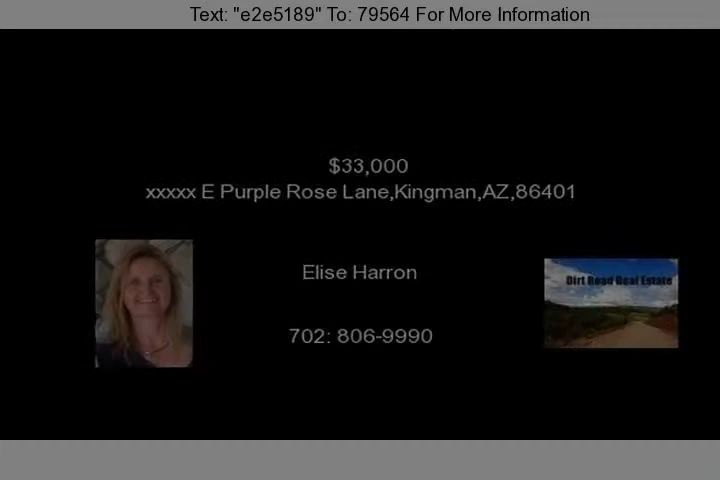 Text: "e2e5189" To: 79564 For More Information
$33,000
xxxxx E Purple Rose Lane,Kingman,AZ,86401
Elise Harron
Dirt Road Real Estate
702: 806-9990